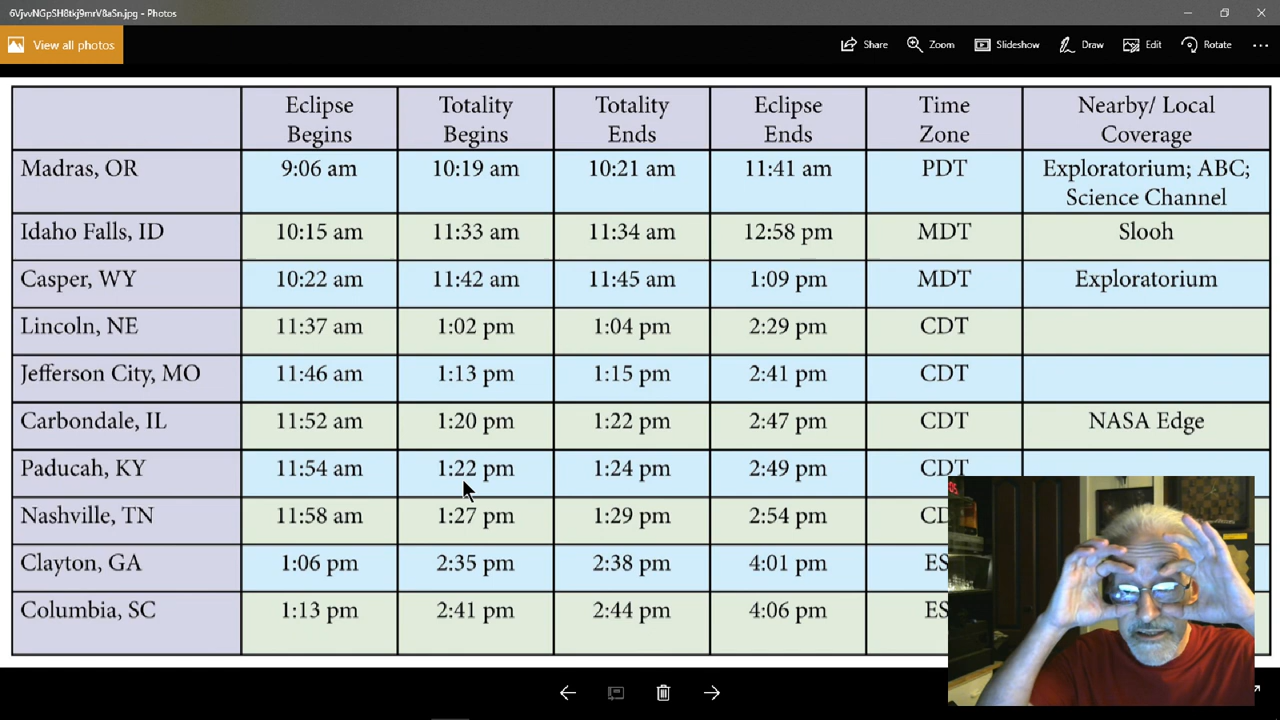 6VjvvNGpSH8tkj9mrV8aSn.jpg - Photos
View all photos Share Zoom Slideshow Draw Edit Rotate
Eclipse Begins Totality Begins Totality Ends Eclipse Ends Time Zone Nearby/ Local Coverage
Madras, OR 9:06 am 10:19 am 10:21 am 11:41 am PDT Exploratorium; ABC; Science Channel
Idaho Falls, ID 10:15 am 11:33 am 11:34 am 12:58 pm MDT Slooh
Casper, WY 10:22 am 11:42 am 11:45 am 1:09 pm MDT Exploratorium
Lincoln, NE 11:37 am 1:02 pm 1:04 pm 2:29 pm CDT
Jefferson City, MO 11:46 am 1:13 pm 1:15 pm 2:41 pm CDT
Carbondale, IL 11:52 am 1:20 pm 1:22 pm 2:47 pm CDT NASA Edge
Paducah, KY 11:54 am 1:22 pm 1:24 pm 2:49 pm CDT
Nashville, TN 11:58 am 1:27 pm 1:29 pm 2:54 pm CD
Clayton, GA 1:06 pm 2:35 pm 2:38 pm 4:01 pm ES
Columbia, SC 1:13 pm 2:41 pm 2:44 pm 4:06 pm ES